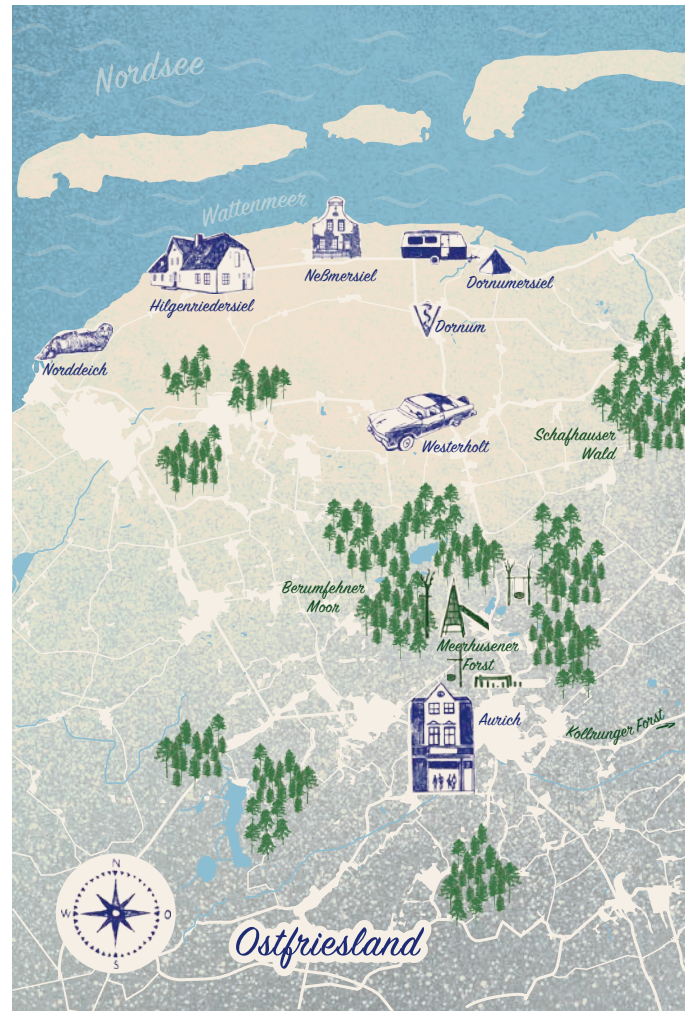 Nordsee
Wattenmeer
Hilgenriedersiel
Neßmersiel
Dornumersiel
Dornum
Norddeich
Westerholt
Schafhauser
Wald
Berumfehner
Moor
Meerhusener
Forst
Aurich
Kollrunger Forst
N
W
O
S
Ostfriesland